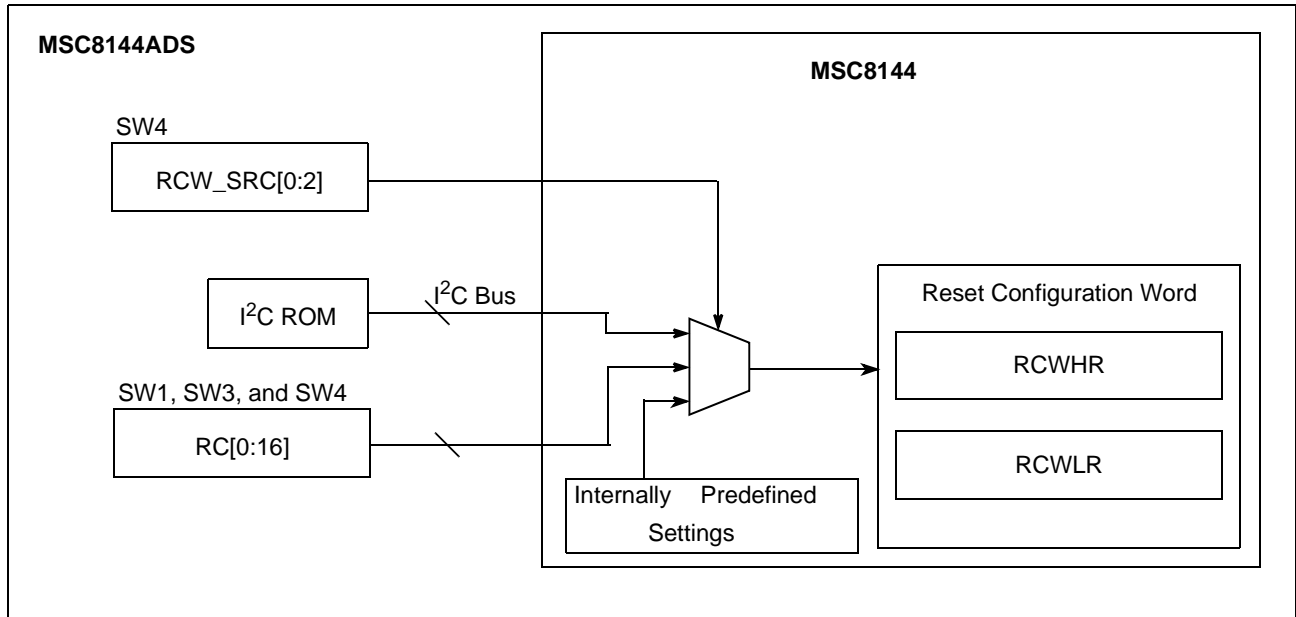 MSC8144ADS
MSC8144
SW4
RCW_SRC[0:2]
I²C Bus
I²C ROM
Reset Configuration Word
RCWHR
SW1, SW3, and SW4
RC[0:16]
RCWLR
Internally Predefined
Settings